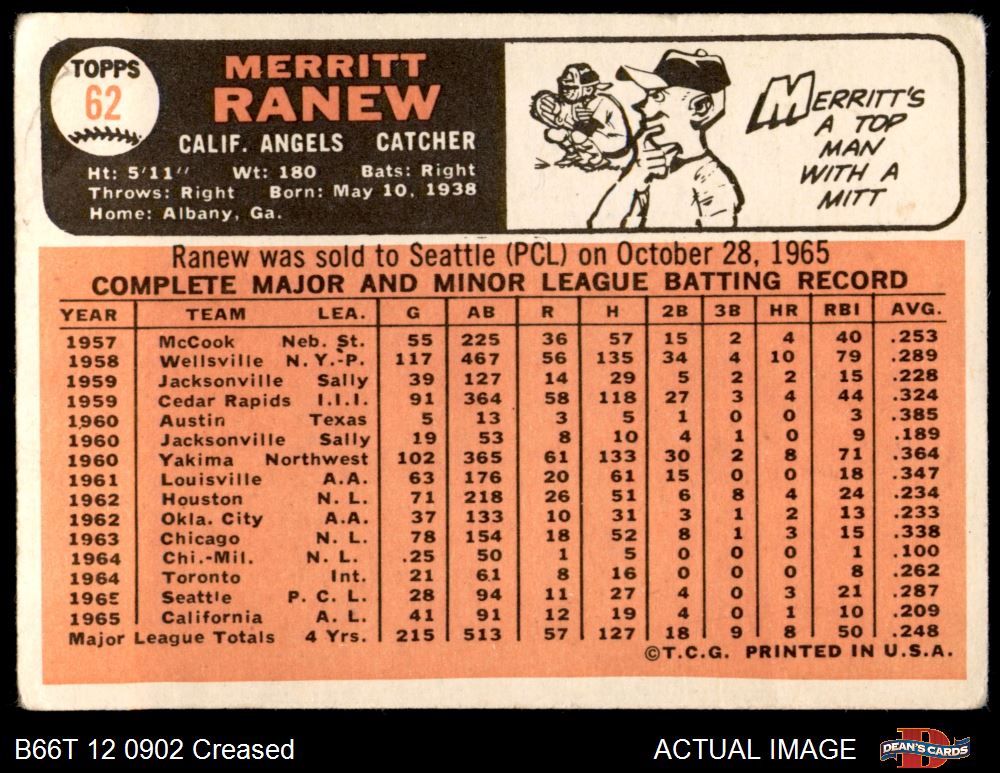 TOPPS
62
MERRITT
RANEW
CALIF. ANGELS CATCHER
Ht: 5'11" Wt: 180 Bats: Right
Throws: Right Born: May 10, 1938
Home: Albany, Ga.
MERRITT'S
A TOP
MAN
WITH A
MITT
Ranew was sold to Seattle (PCL) on October 28, 1965
COMPLETE MAJOR AND MINOR LEAGUE BATTING RECORD
YEAR TEAM LEA. G AB R H 2B 3B HR RBI AVG.
1957 McCook Neb. St. 55 225 36 57 15 2 4 40 .253
1958 Wellsville N.Y.-P. 117 467 56 135 34 4 10 79 .289
1959 Jacksonville Sally 39 127 14 29 5 2 2 15 .228
1959 Cedar Rapids I.I.I. 91 364 58 118 27 3 4 44 .324
1960 Austin Texas 5 13 3 5 1 0 0 3 .385
1960 Jacksonville Sally 19 53 8 10 4 1 0 9 .189
1960 Yakima Northwest 102 365 61 133 30 2 8 71 .364
1961 Louisville A.A. 63 176 20 61 15 0 0 18 .347
1962 Houston N. L. 71 218 26 51 6 8 4 24 .234
1962 Okla. City A.A. 37 133 10 31 3 1 2 13 .233
1963 Chicago N. L. 78 154 18 52 8 1 3 15 .338
1964 Chi.-Mil. N. L. .25 50 1 5 0 0 0 1 .100
1964 Toronto Int. 21 61 8 16 0 0 0 8 .262
1965 Seattle P. C. L. 28 94 11 27 4 0 3 21 .287
1965 California A. L. 41 91 12 19 4 0 1 10 .209
Major League Totals 4 Yrs. 215 513 57 127 18 9 8 50 .248
©T.C.G. PRINTED IN U.S.A.
B66T 12 0902 Creased
ACTUAL IMAGE
DEAN'S CARDS